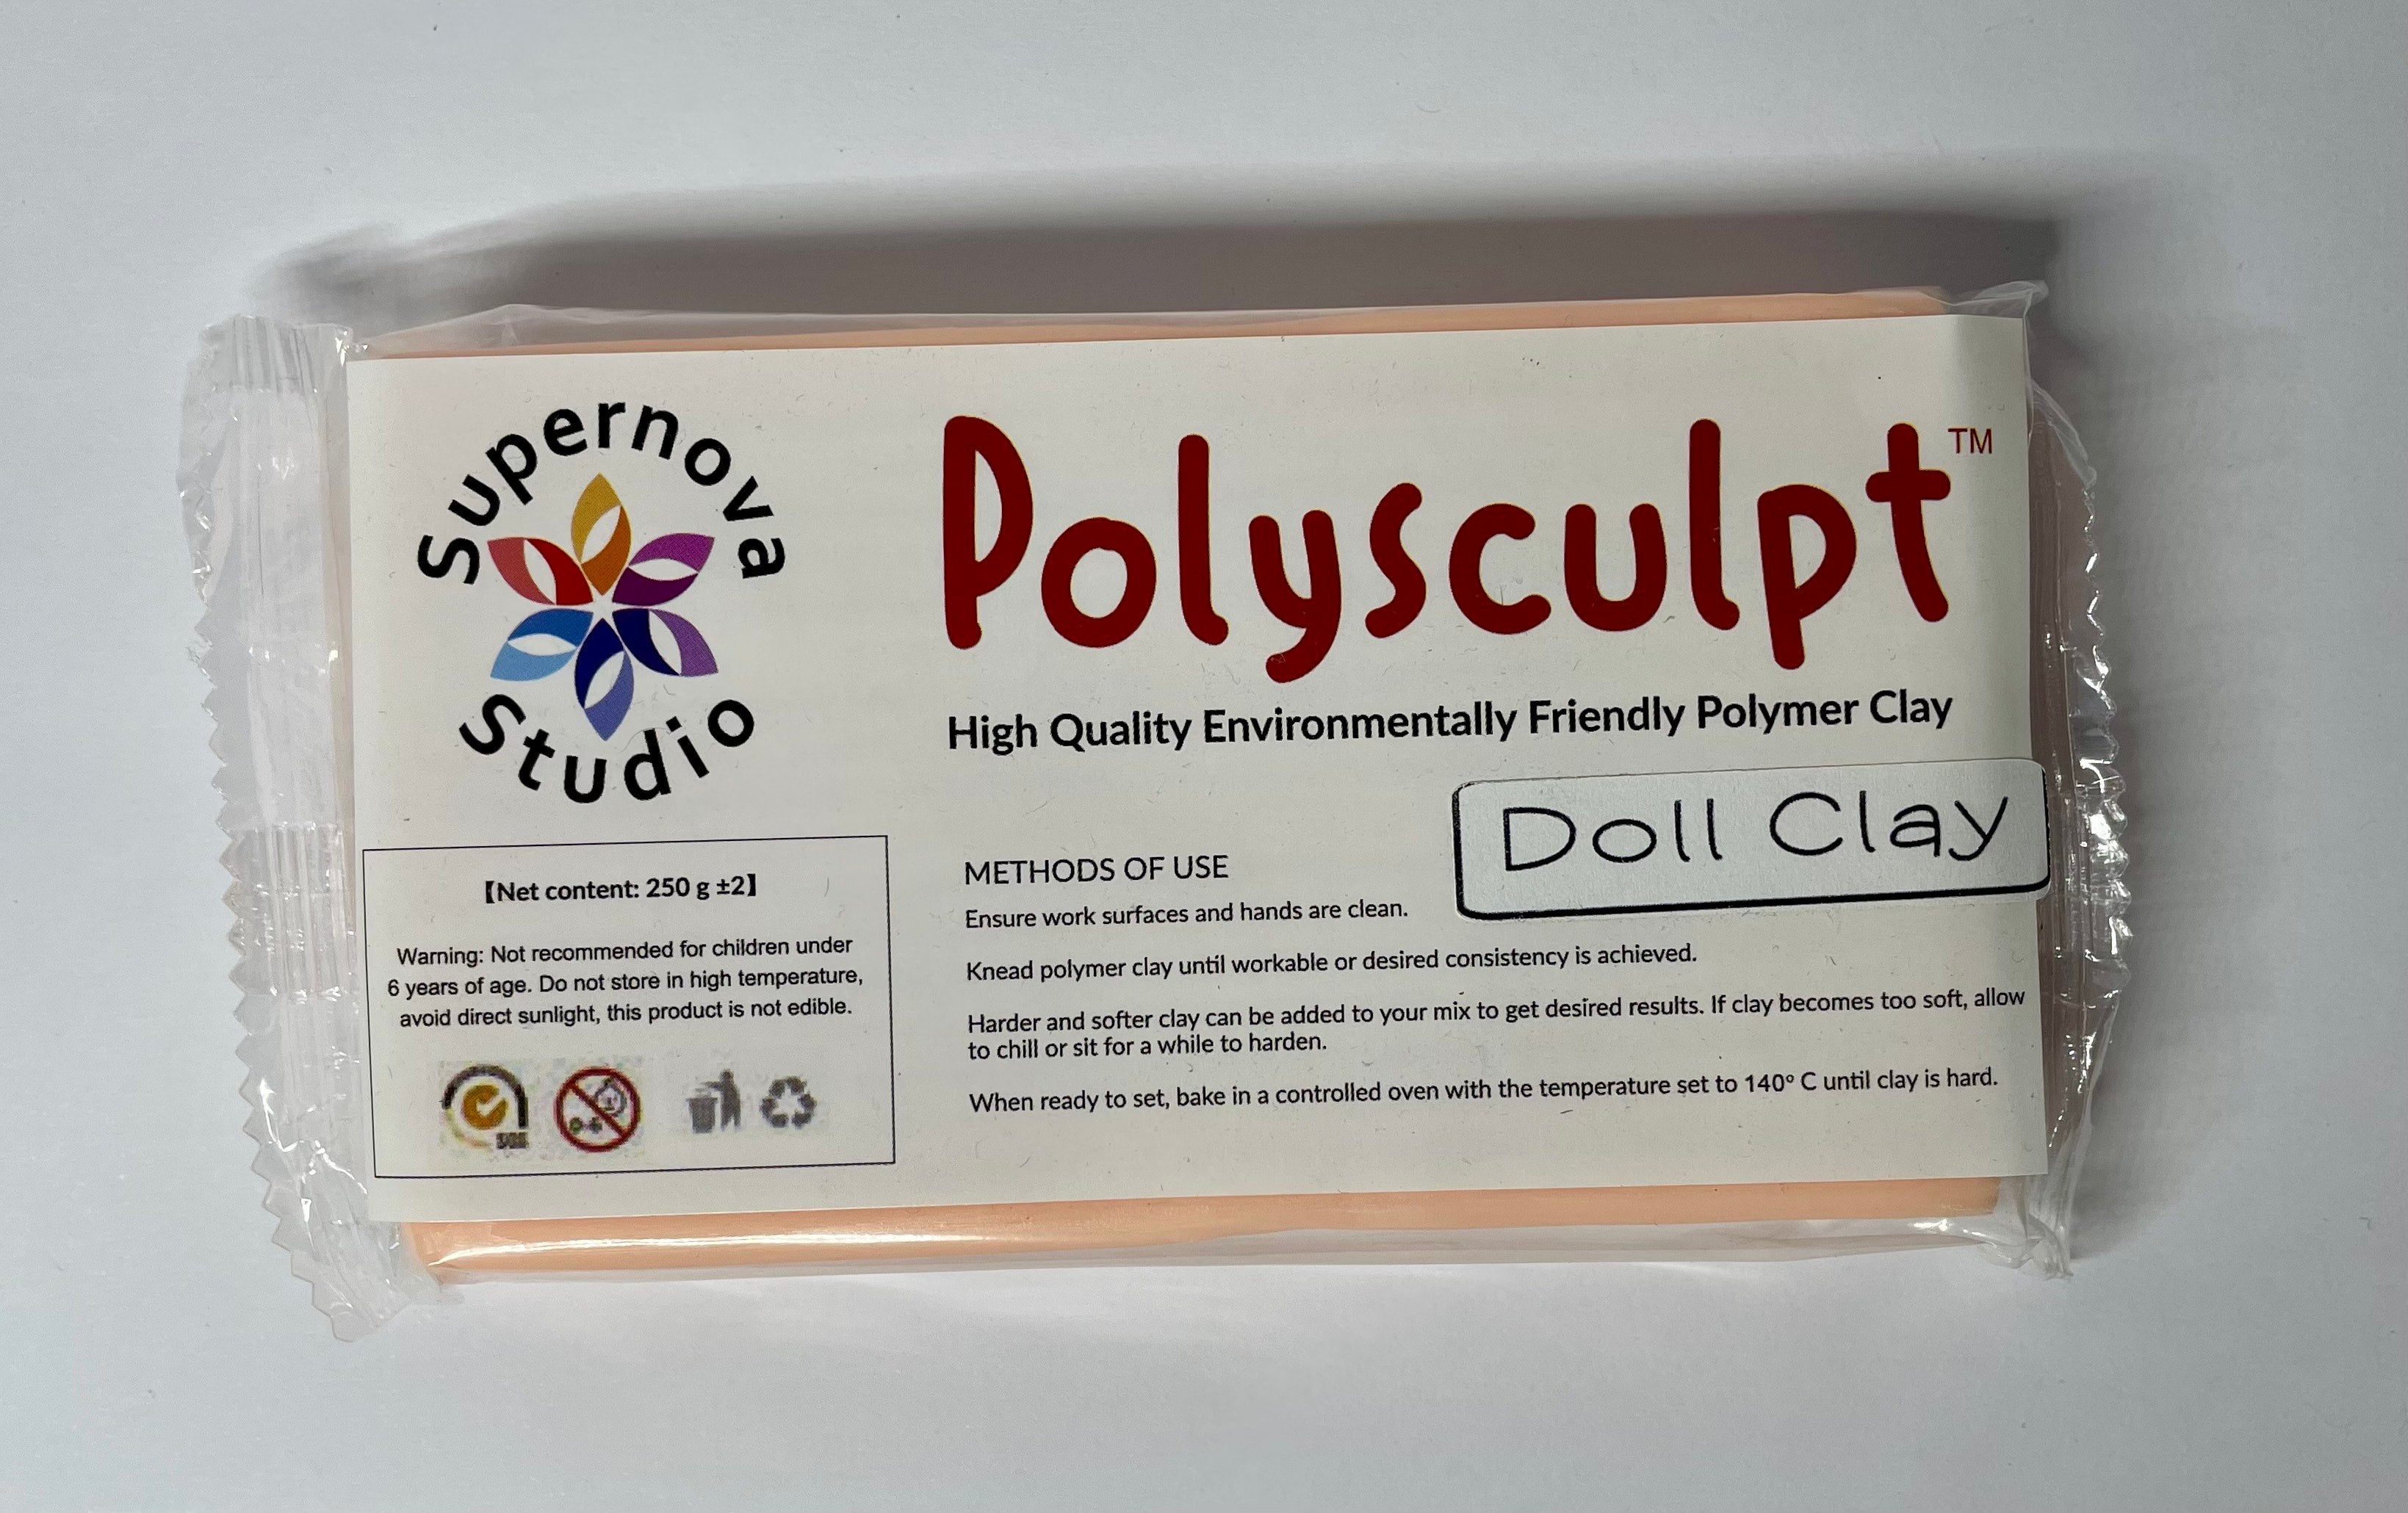 Supernova
Studio
Polysculpt™
High Quality Environmentally Friendly Polymer Clay
Doll Clay
【Net content: 250 g ±2】
Warning: Not recommended for children under
6 years of age. Do not store in high temperature,
avoid direct sunlight, this product is not edible.
METHODS OF USE
Ensure work surfaces and hands are clean.
Knead polymer clay until workable or desired consistency is achieved.
Harder and softer clay can be added to your mix to get desired results. If clay becomes too soft, allow
to chill or sit for a while to harden.
When ready to set, bake in a controlled oven with the temperature set to 140° C until clay is hard.